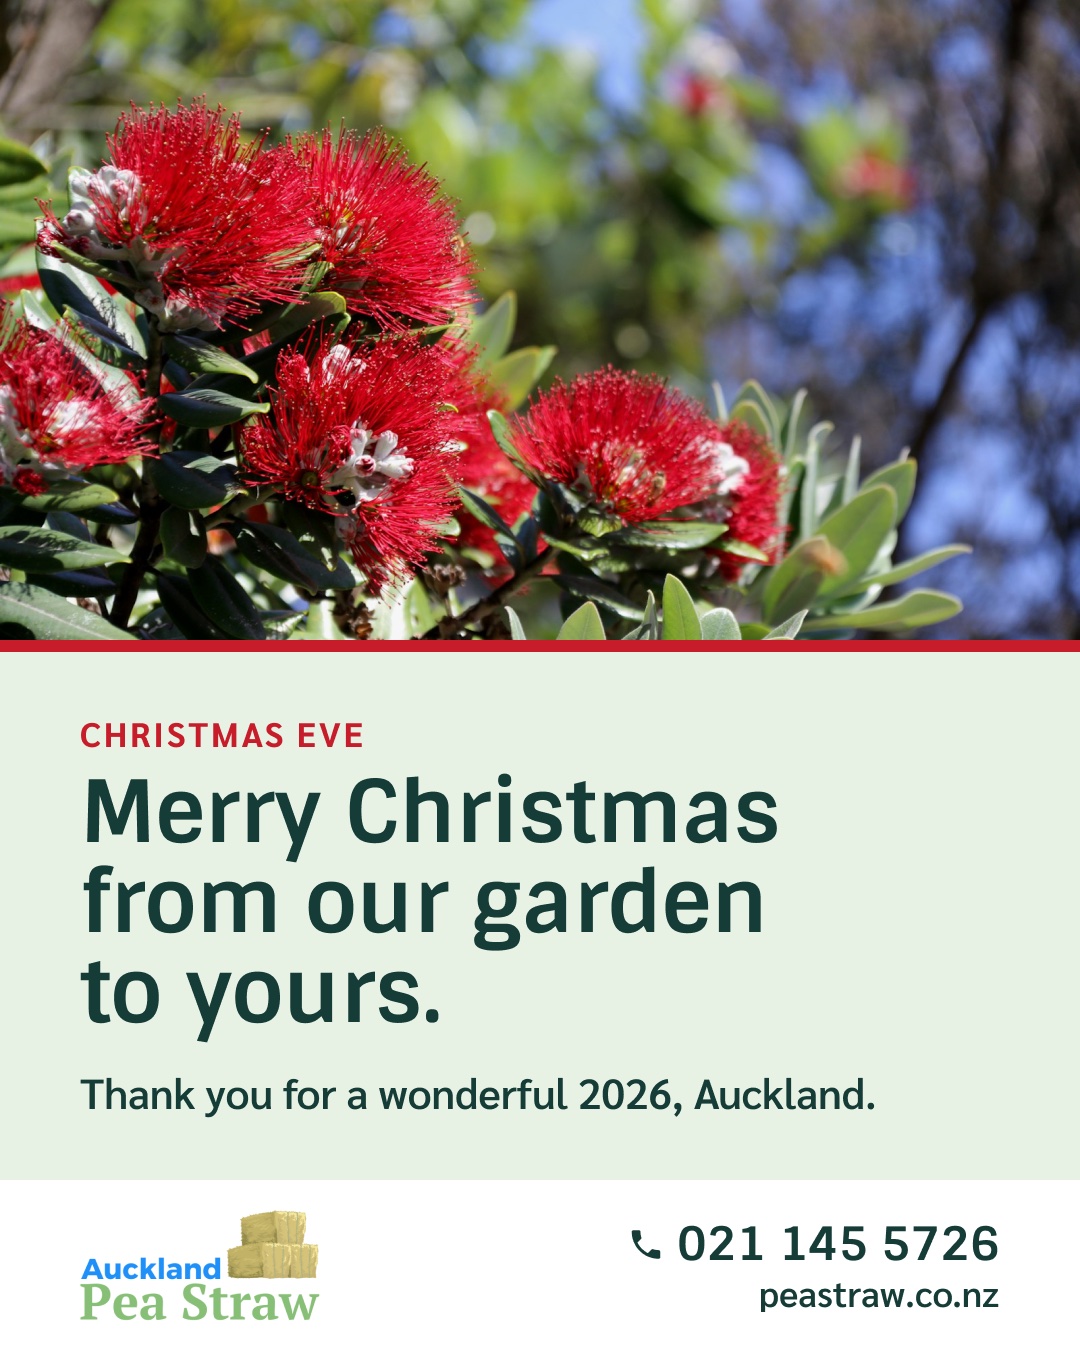 CHRISTMAS EVE
Merry Christmas
from our garden
to yours.
Thank you for a wonderful 2026, Auckland.
Auckland
Pea Straw
021 145 5726
peastraw.co.nz